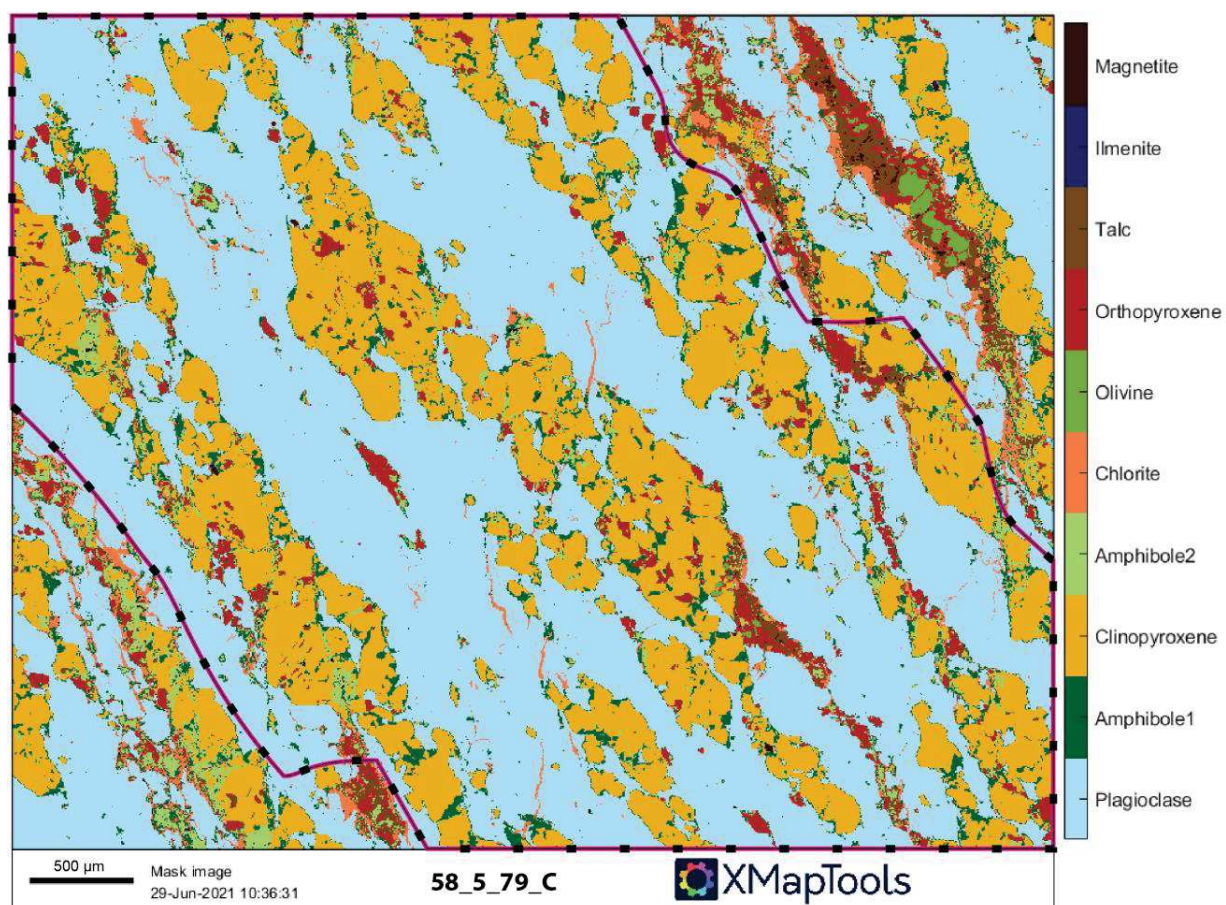 Magnetite
Ilmenite
Talc
Orthopyroxene
Olivine
Chlorite
Amphibole2
Clinopyroxene
Amphibole1
Plagioclase
500 µm
Mask image
29-Jun-2021 10:36:31
58_5_79_C
XMapTools